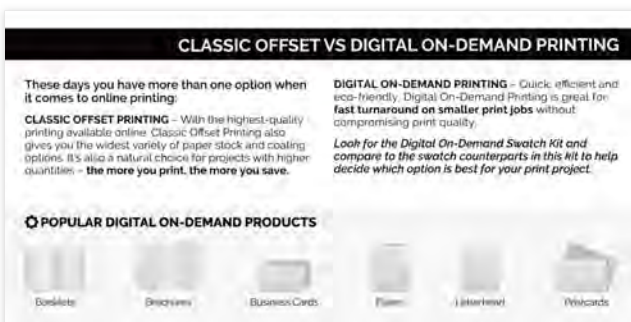 CLASSIC OFFSET VS DIGITAL ON-DEMAND PRINTING
These days you have more than one option when
it comes to online printing:
CLASSIC OFFSET PRINTING – With the highest-quality
printing available online, Classic Offset Printing also
gives you the widest variety of paper stock and coating
options. It's also a natural choice for projects with higher
quantities – the more you print, the more you save.
DIGITAL ON-DEMAND PRINTING – Quick, efficient and
eco-friendly, Digital On-Demand Printing is great for
fast turnaround on smaller print jobs without
compromising print quality.
Look for the Digital On-Demand Swatch Kit and
compare to the swatch counterparts in this kit to help
decide which option is best for your print project.
POPULAR DIGITAL ON-DEMAND PRODUCTS
Booklets
Brochures
Business Cards
Flyers
Letterhead
Postcards